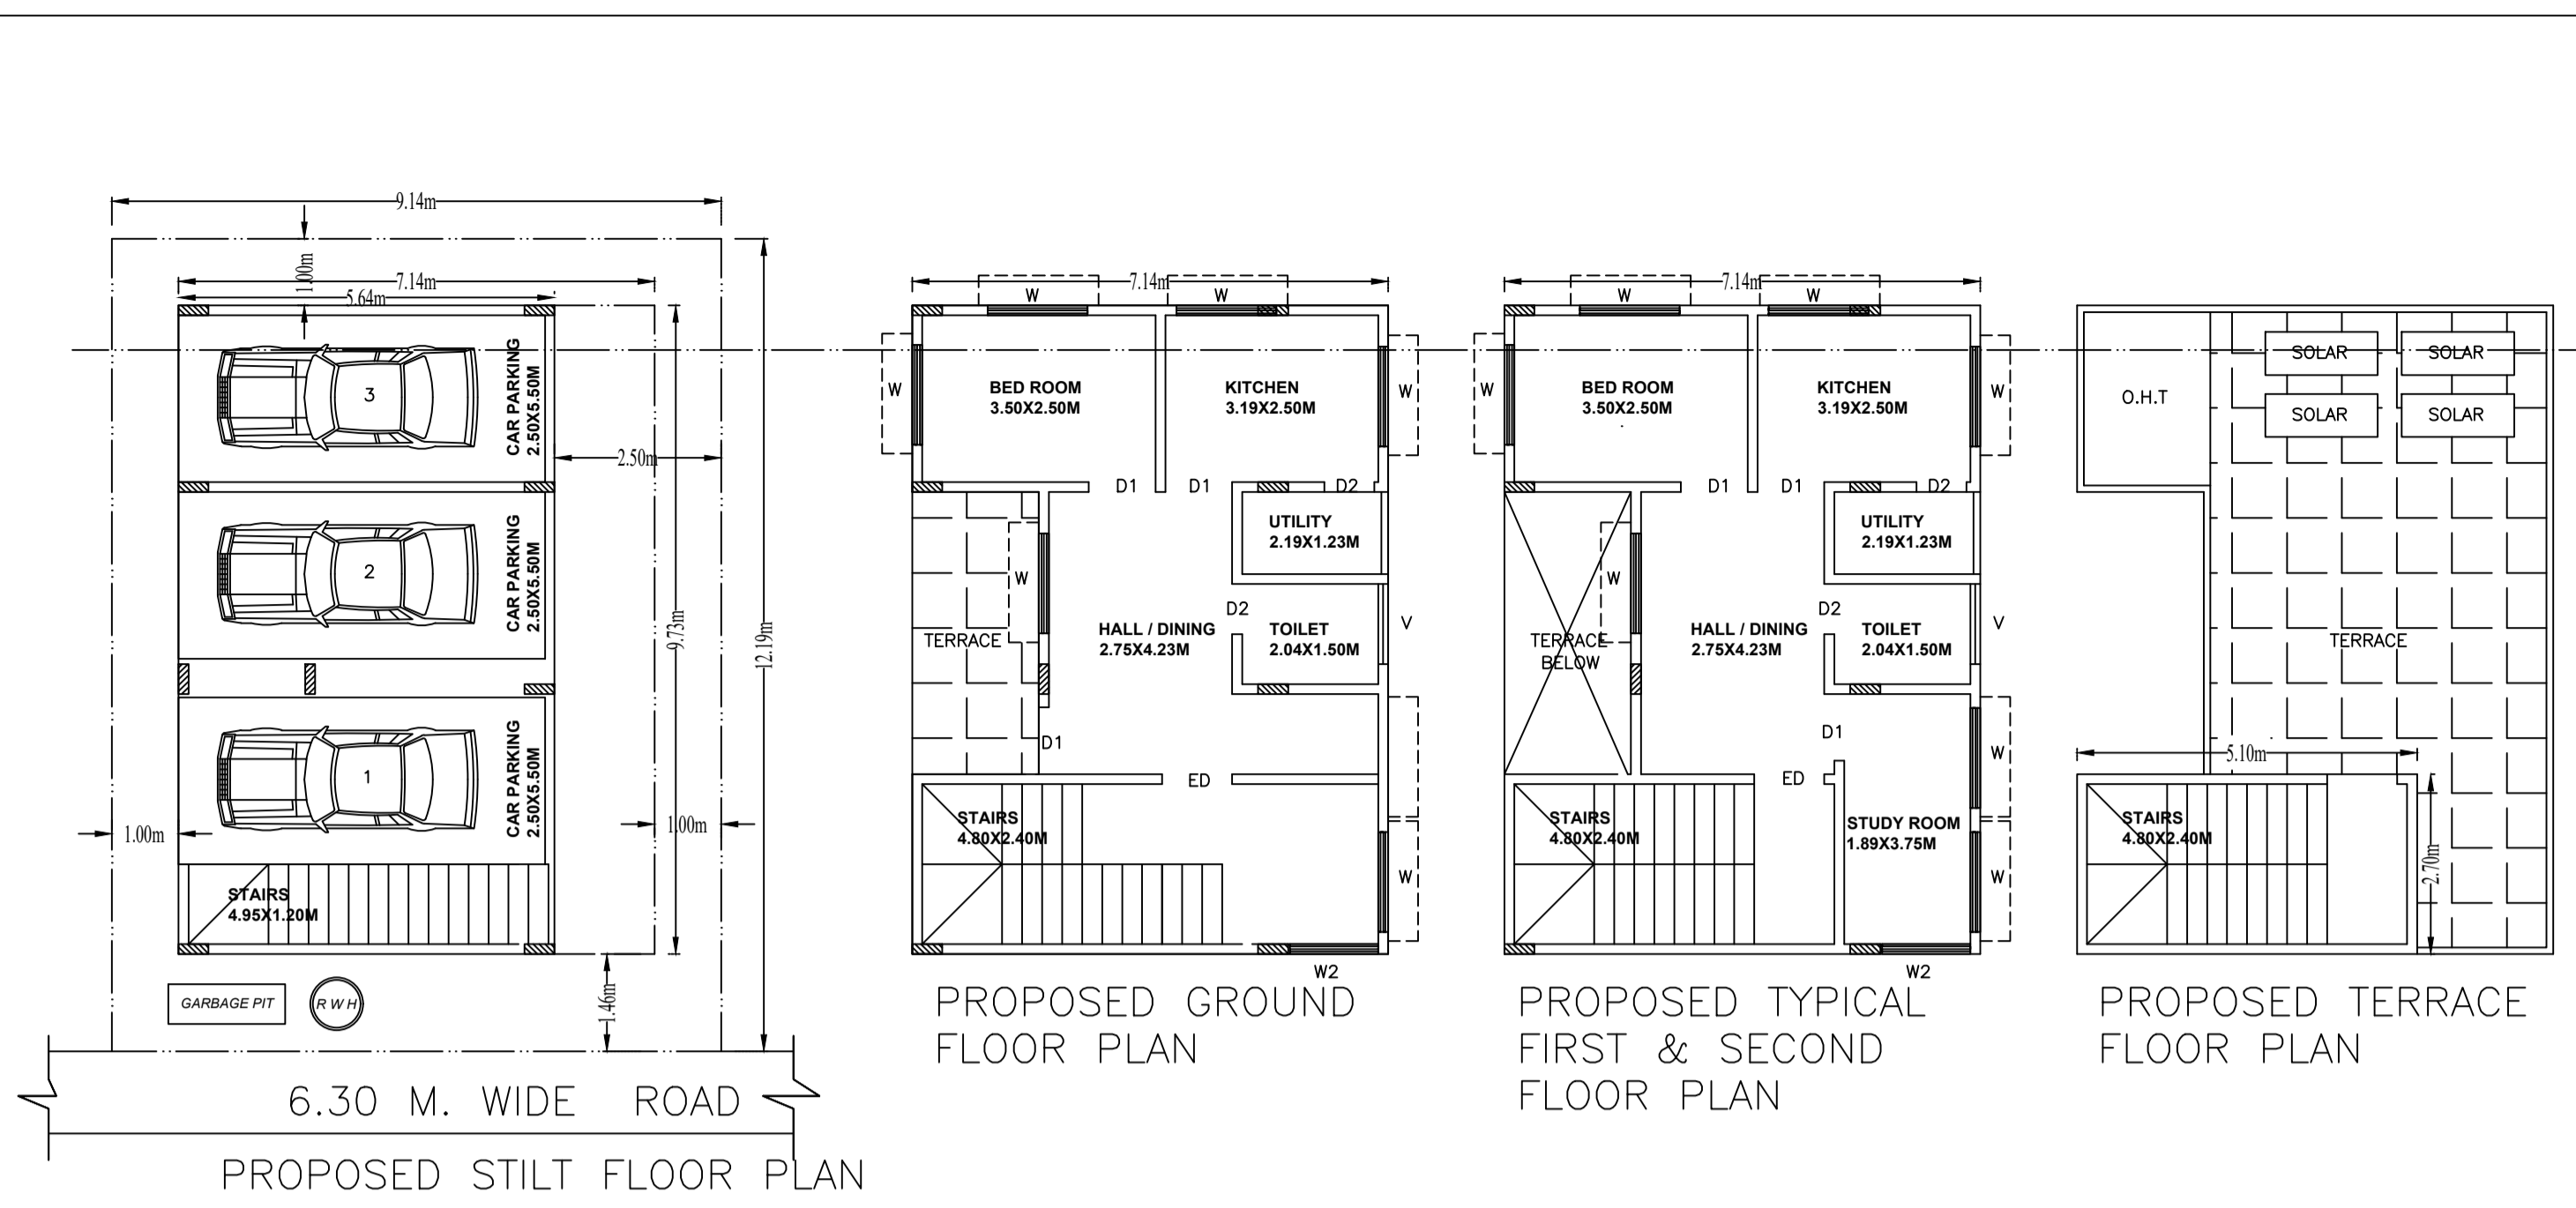 9.14m
1.00m
7.14m
5.64m
3
CAR PARKING
2.50X5.50M
2.50m
2
CAR PARKING
2.50X5.50M
9.73m
12.19m
1
CAR PARKING
2.50X5.50M
1.00m
1.00m
STAIRS
4.95X1.20M
GARBAGE PIT
R W H
1.46m
6.30 M. WIDE ROAD
PROPOSED STILT FLOOR PLAN
7.14m
W
W
W
BED ROOM
3.50X2.50M
KITCHEN
3.19X2.50M
W
D1
D1
D2
UTILITY
2.19X1.23M
W
D2
TERRACE
HALL / DINING
2.75X4.23M
TOILET
2.04X1.50M
V
D1
ED
STAIRS
4.80X2.40M
W
W2
PROPOSED GROUND
FLOOR PLAN
7.14m
W
W
W
BED ROOM
3.50X2.50M
KITCHEN
3.19X2.50M
W
D1
D1
D2
UTILITY
2.19X1.23M
W
D2
TERRACE
BELOW
HALL / DINING
2.75X4.23M
TOILET
2.04X1.50M
V
D1
W
ED
STAIRS
4.80X2.40M
STUDY ROOM
1.89X3.75M
W
W2
PROPOSED TYPICAL
FIRST & SECOND
FLOOR PLAN
SOLAR
SOLAR
O.H.T
SOLAR
SOLAR
TERRACE
5.10m
STAIRS
4.80X2.40M
2.70m
PROPOSED TERRACE
FLOOR PLAN